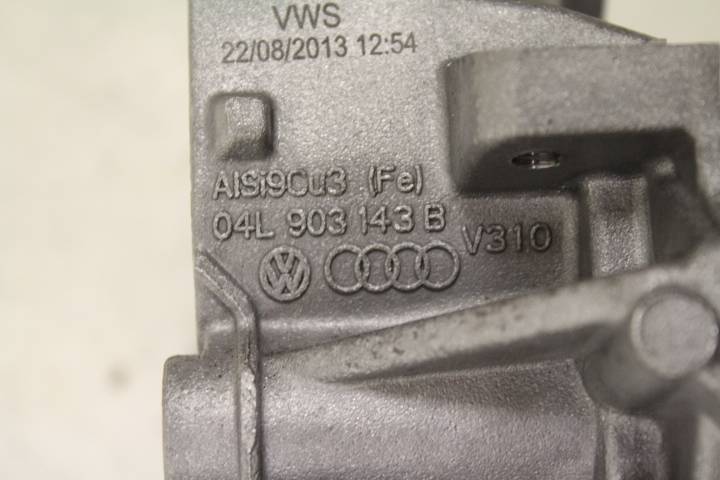 VWS
22/08/2013 12:54
AlSi9Cu3 (Fe)
04L 903 143 B
V310